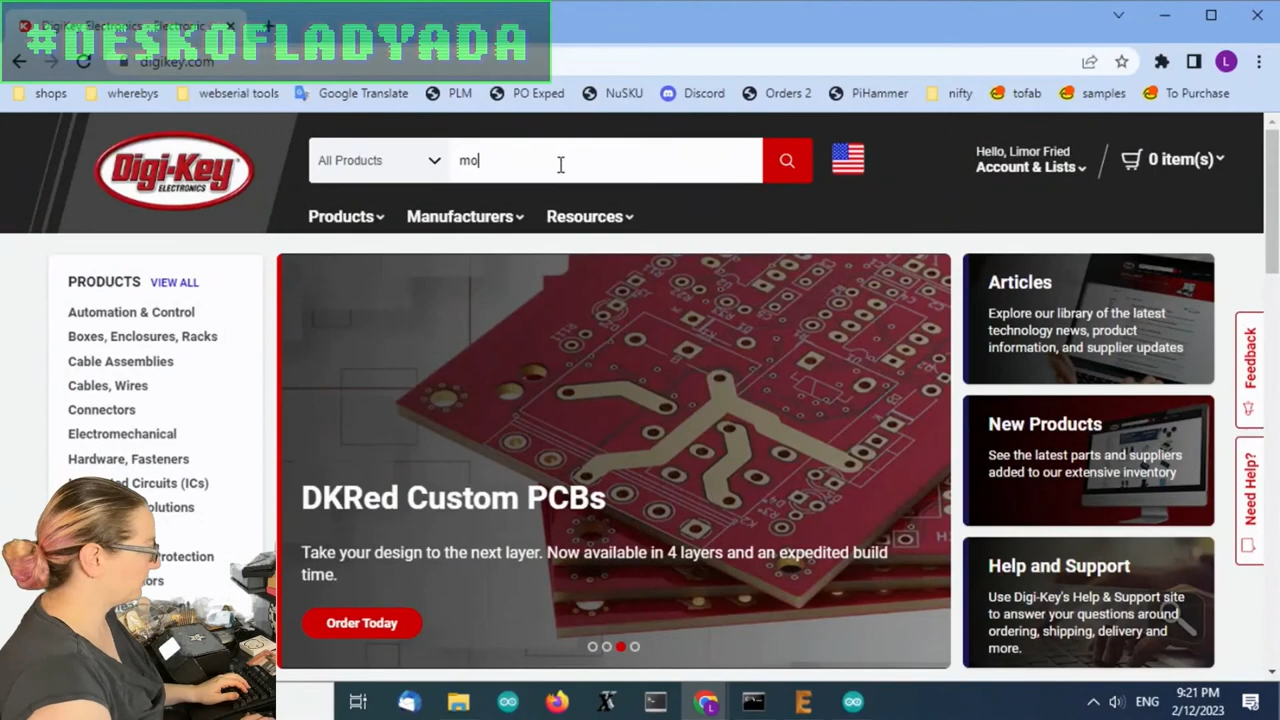 DigiKey Electronics - Electronic
#DESKOFLADYADA
digikey.com
shops
whereby​s
webserial tools
Google Translate
PLM
PO Exped
NuSKU
Discord
Orders 2
PiHammer
nifty
tofab
samples
To Purchase
Digi-Key
ELECTRONICS
All Products
mo
Hello, Limor Fried
Account & Lists
0 item(s)
Products
Manufacturers
Resources
PRODUCTS VIEW ALL
Automation & Control
Boxes, Enclosures, Racks
Cable Assemblies
Cables, Wires
Connectors
Electromechanical
Hardware, Fasteners
Circuits (ICs)
DKRed Custom PCBs
Take your design to the next layer. Now available in 4 layers and an expedited build
time.
Order Today
Articles
Explore our library of the latest
technology news, product
information, and supplier updates
New Products
See the latest parts and suppliers
added to our extensive inventory
Help and Support
Use Digi-Key's Help & Support site
to answer your questions around
ordering, shipping, delivery and
more.
Feedback
Need Help?
L
ENG
9:21 PM
2/12/2023